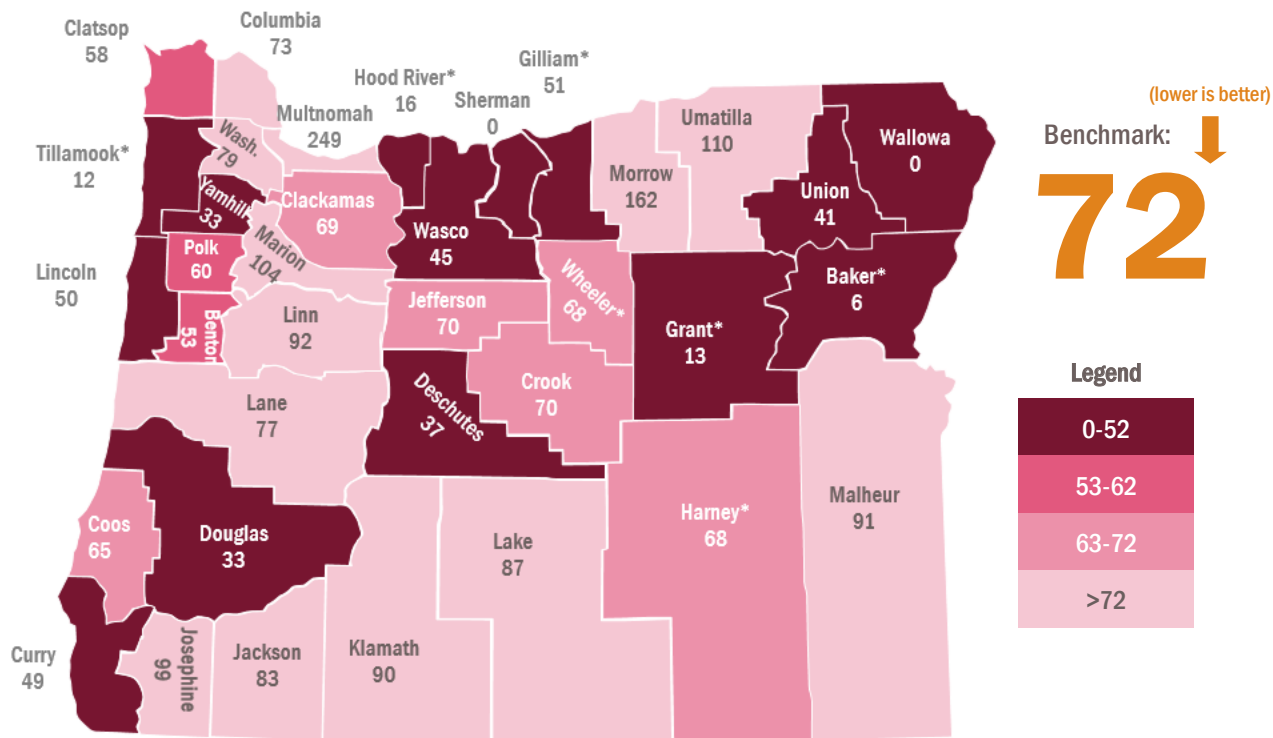 Clatsop
58
Columbia
73
Hood River*
16
Gilliam*
51
Sherman
0
Multnomah
249
Tillamook*
12
Wash.
79
Yamhill
33
Clackamas
69
Morrow
162
Umatilla
110
Wallowa
0
Union
41
Wasco
45
Polk
60
Marion
104
Lincoln
50
Baker*
6
Wheeler*
68
Jefferson
70
Benton
53
Linn
92
Grant*
13
Crook
70
Deschutes
37
Lane
77
Harney*
68
Malheur
91
Coos
65
Douglas
33
Lake
87
Curry
49
Josephine
99
Jackson
83
Klamath
90
(lower is better)
Benchmark:
72
Legend
0-52
53-62
63-72
>72